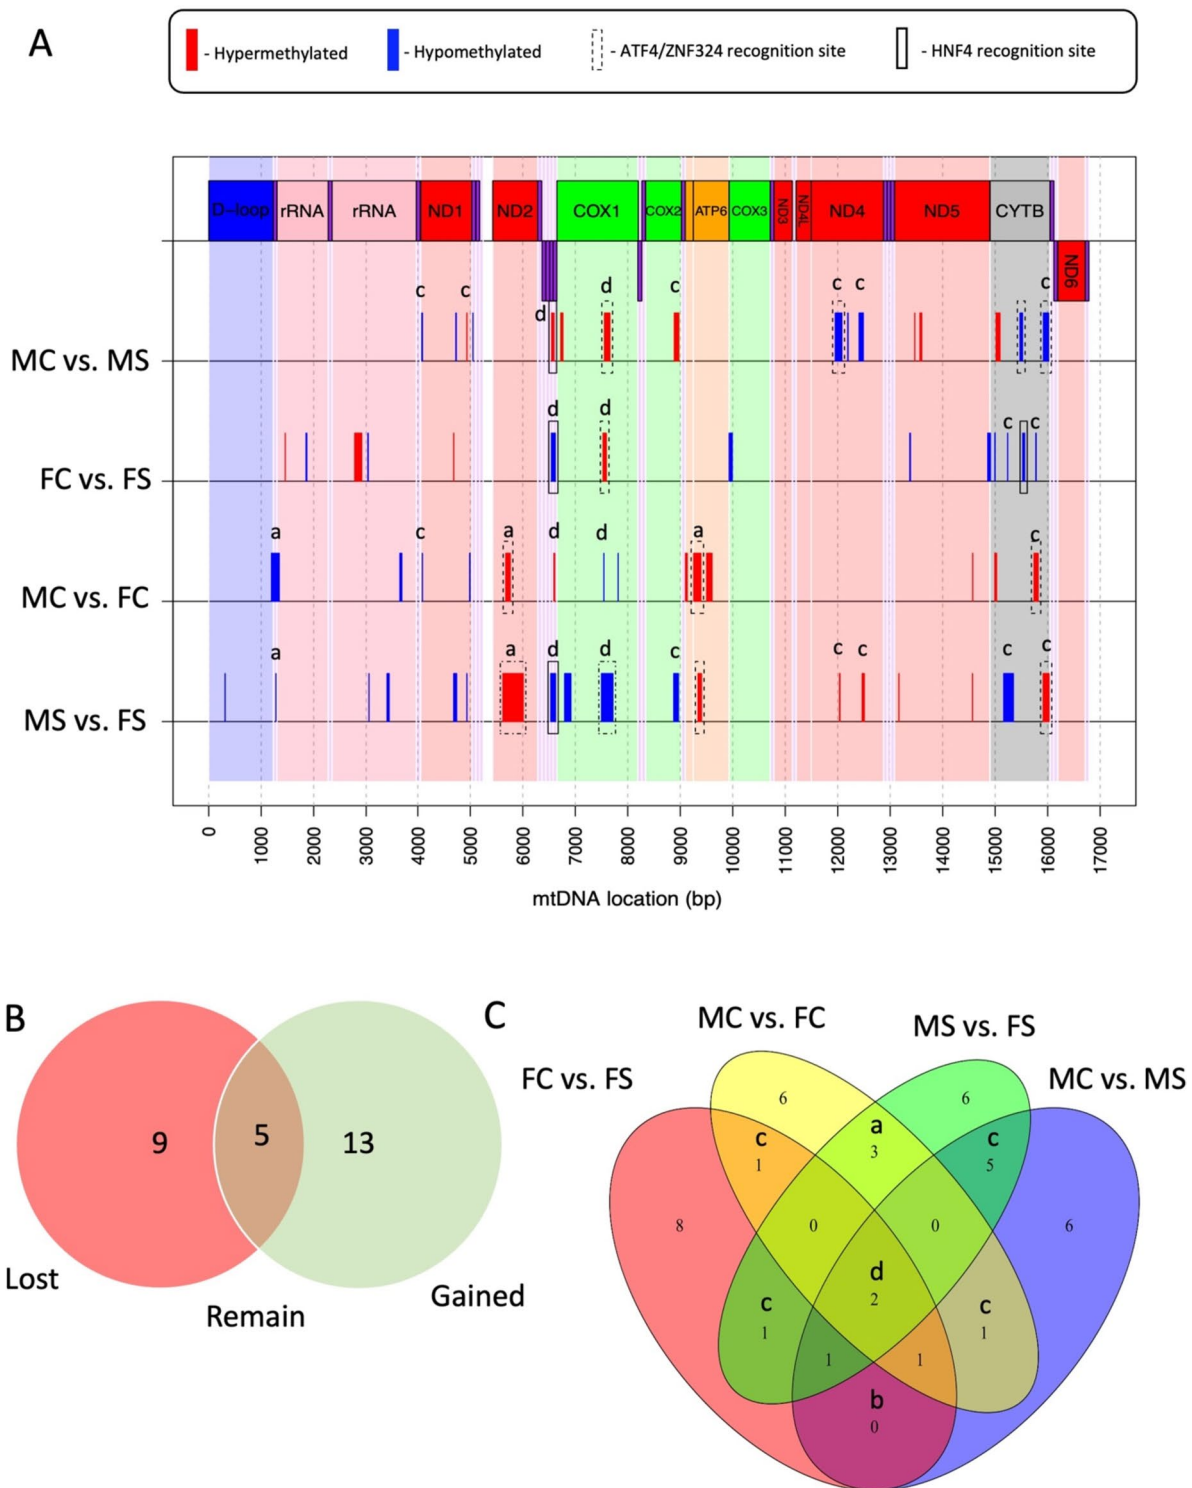 A
- Hypermethylated
- Hypomethylated
- ATF4/ZNF324 recognition site
- HNF4 recognition site
D-loop rRNA rRNA ND1 ND2 COX1 COX2 ATP6 COX3 ND3 ND4L ND4 ND5 CYTB
ND6
c c d d c c c c
MC vs. MS
d d c c
FC vs. FS
a c a d d a c
MC vs. FC
a a d d c c c c c
MS vs. FS
0 1000 2000 3000 4000 5000 6000 7000 8000 9000 10000 11000 12000 13000 14000 15000 16000 17000
mtDNA location (bp)
B
9 5 13
Lost
Remain
Gained
C
MC vs. FC
MS vs. FS
FC vs. FS
MC vs. MS
6 6
c a c
1 3 5
8 0 0 6
d
2
c c
1 1
1 1
b
0